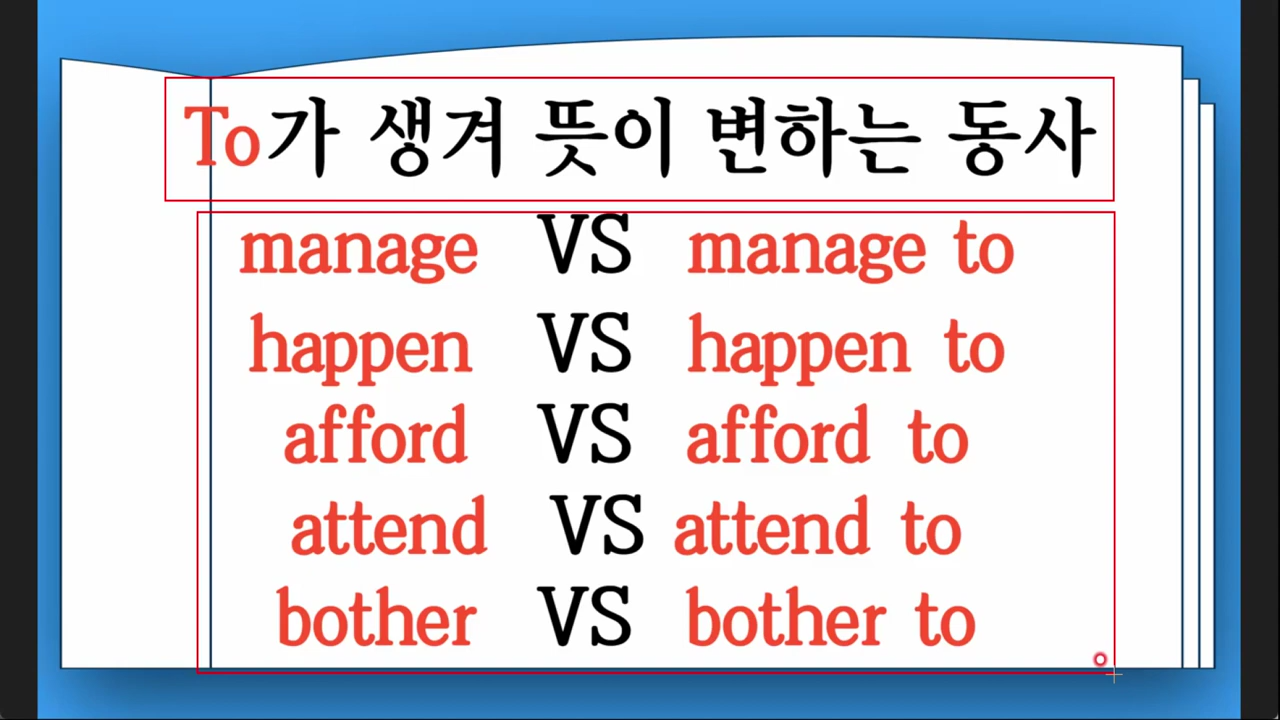 To가 생겨 뜻이 변하는 동사
manage VS manage to
happen VS happen to
afford VS afford to
attend VS attend to
bother VS bother to